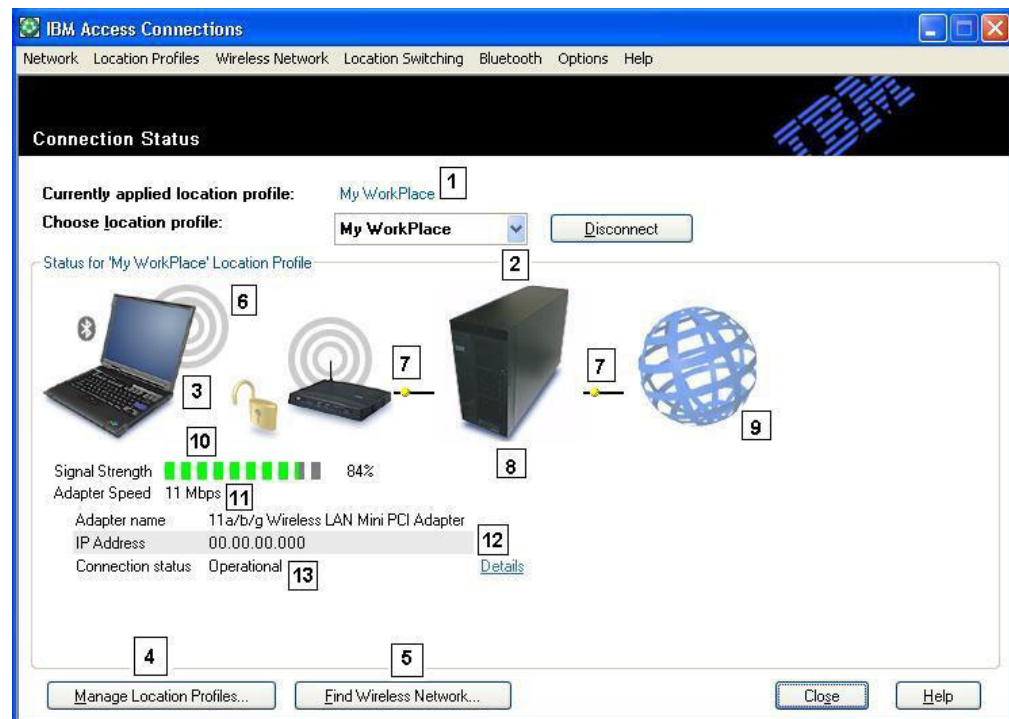 IBM Access Connections
Network Location Profiles Wireless Network Location Switching Bluetooth Options Help
IBM
Connection Status
Currently applied location profile: My WorkPlace 1
Choose location profile: My WorkPlace Disconnect
2
Status for 'My WorkPlace' Location Profile
6
7 7
3
9
10
8
Signal Strength 84%
Adapter Speed 11 Mbps 11
Adapter name 11a/b/g Wireless LAN Mini PCI Adapter
IP Address 00.00.00.000 12
Connection status Operational 13 Details
4 5
Manage Location Profiles... Find Wireless Network... Close Help